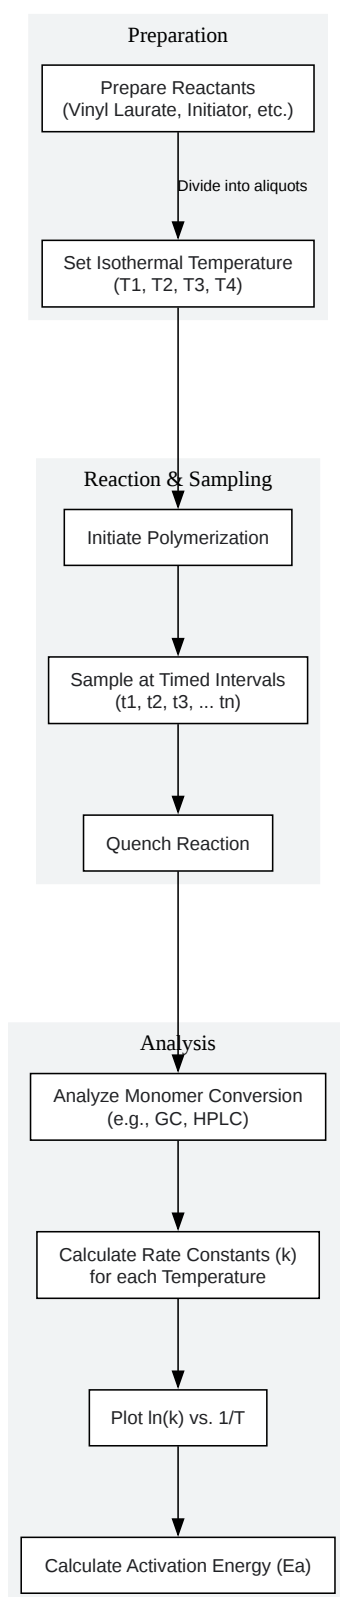 Preparation
Prepare Reactants
(Vinyl Laurate, Initiator, etc.)
Divide into aliquots
Set Isothermal Temperature
(T1, T2, T3, T4)
Reaction & Sampling
Initiate Polymerization
Sample at Timed Intervals
(t1, t2, t3, ... tn)
Quench Reaction
Analysis
Analyze Monomer Conversion
(e.g., GC, HPLC)
Calculate Rate Constants (k)
for each Temperature
Plot ln(k) vs. 1/T
Calculate Activation Energy (Ea)